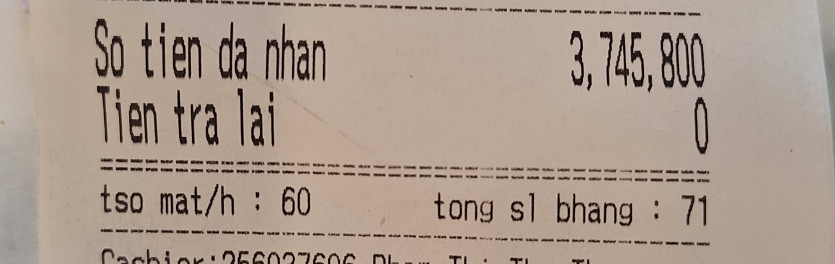 So tien da nhan 3,745,800
Tien tra lai 0
tso mat/h : 60 tong sl bhang : 71